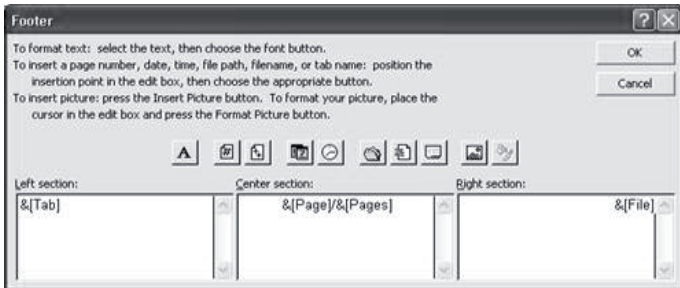 Footer
To format text: select the text, then choose the font button.
To insert a page number, date, time, file path, filename, or tab name: position the
insertion point in the edit box, then choose the appropriate button.
To insert picture: press the Insert Picture button. To format your picture, place the
cursor in the edit box and press the Format Picture button.
OK
Cancel
A
Left section:
Center section:
Right section:
&[Tab]
&[Page]/&[Pages]
&[File]